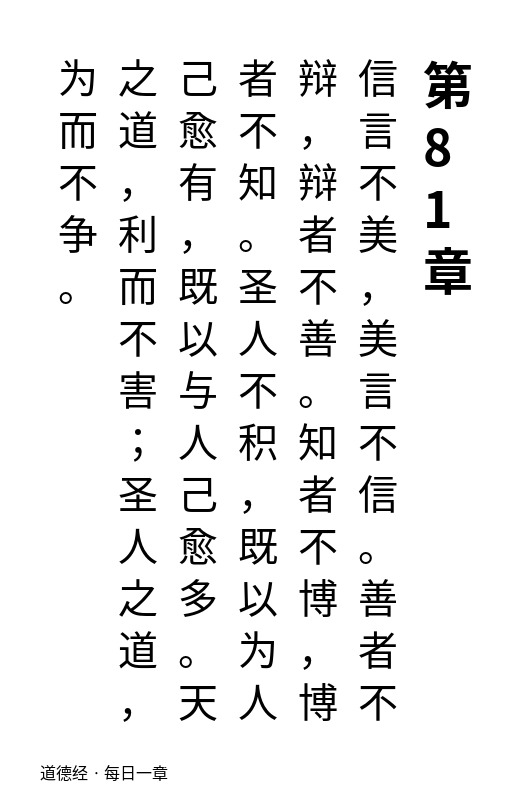 第81章
信言不美，美言不信。善者不
辩，辩者不善。知者不博，博
者不知。圣人不积，既以为人
己愈有，既以与人己愈多。天
之道，利而不害；圣人之道，
为而不争。
道德经 · 每日一章